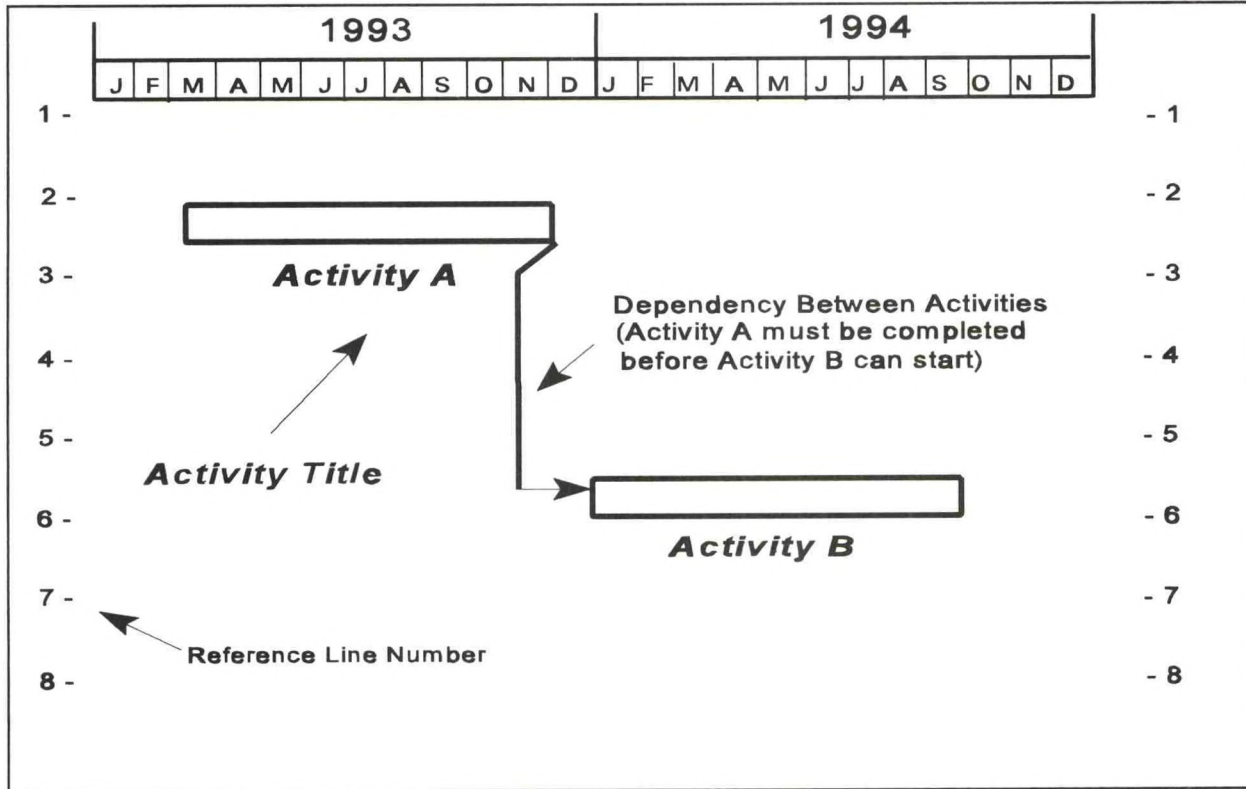 1993 1994
J F M A M J J A S O N D J F M A M J J A S O N D
1 - - 1
2 - - 2
Activity A
3 - - 3
Dependency Between Activities
(Activity A must be completed
before Activity B can start)
4 - - 4
5 - - 5
Activity Title
6 - - 6
Activity B
7 - - 7
Reference Line Number
8 - - 8